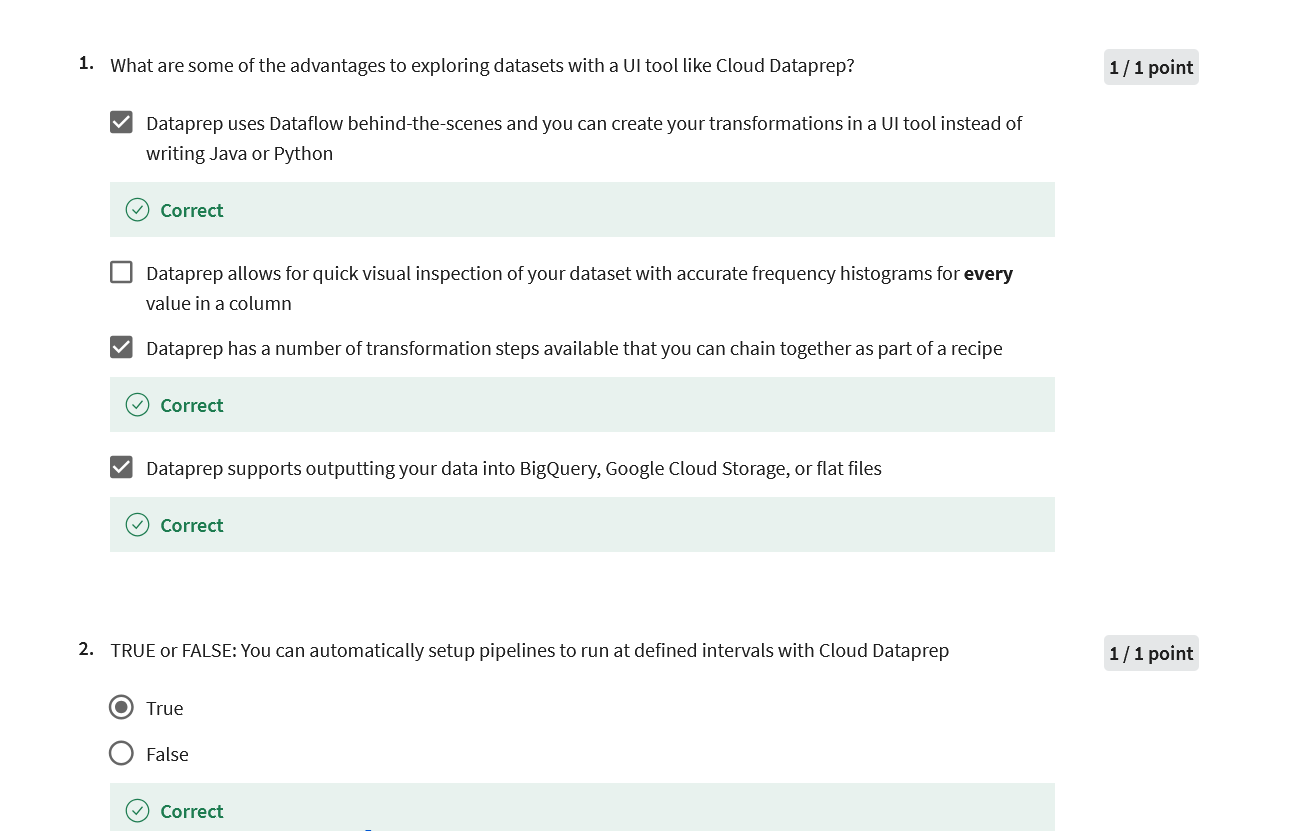 1. What are some of the advantages to exploring datasets with a UI tool like Cloud Dataprep?
1 / 1 point
Dataprep uses Dataflow behind-the-scenes and you can create your transformations in a UI tool instead of
writing Java or Python
Correct
Dataprep allows for quick visual inspection of your dataset with accurate frequency histograms for every
value in a column
Dataprep has a number of transformation steps available that you can chain together as part of a recipe
Correct
Dataprep supports outputting your data into BigQuery, Google Cloud Storage, or flat files
Correct
2. TRUE or FALSE: You can automatically setup pipelines to run at defined intervals with Cloud Dataprep
1 / 1 point
True
False
Correct